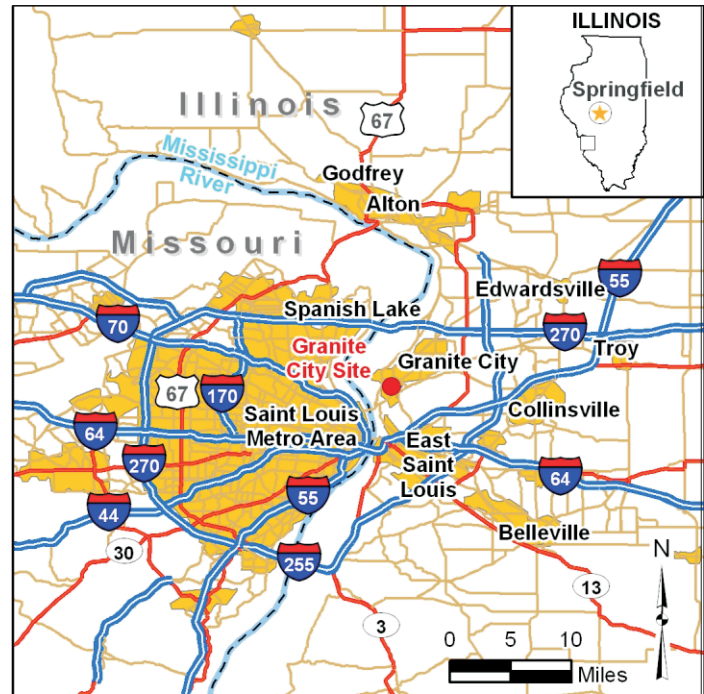 ILLINOIS
Springfield
Illinois
67
Mississippi
River
Godfrey
Alton
Missouri
Edwardsville
55
Spanish Lake
70
270
Troy
Granite
City Site
Granite City
67
170
Saint Louis
Metro Area
Collinsville
64
East
Saint
Louis
270
64
55
44
Belleville
30
255
N
13
3
0 5 10
Miles